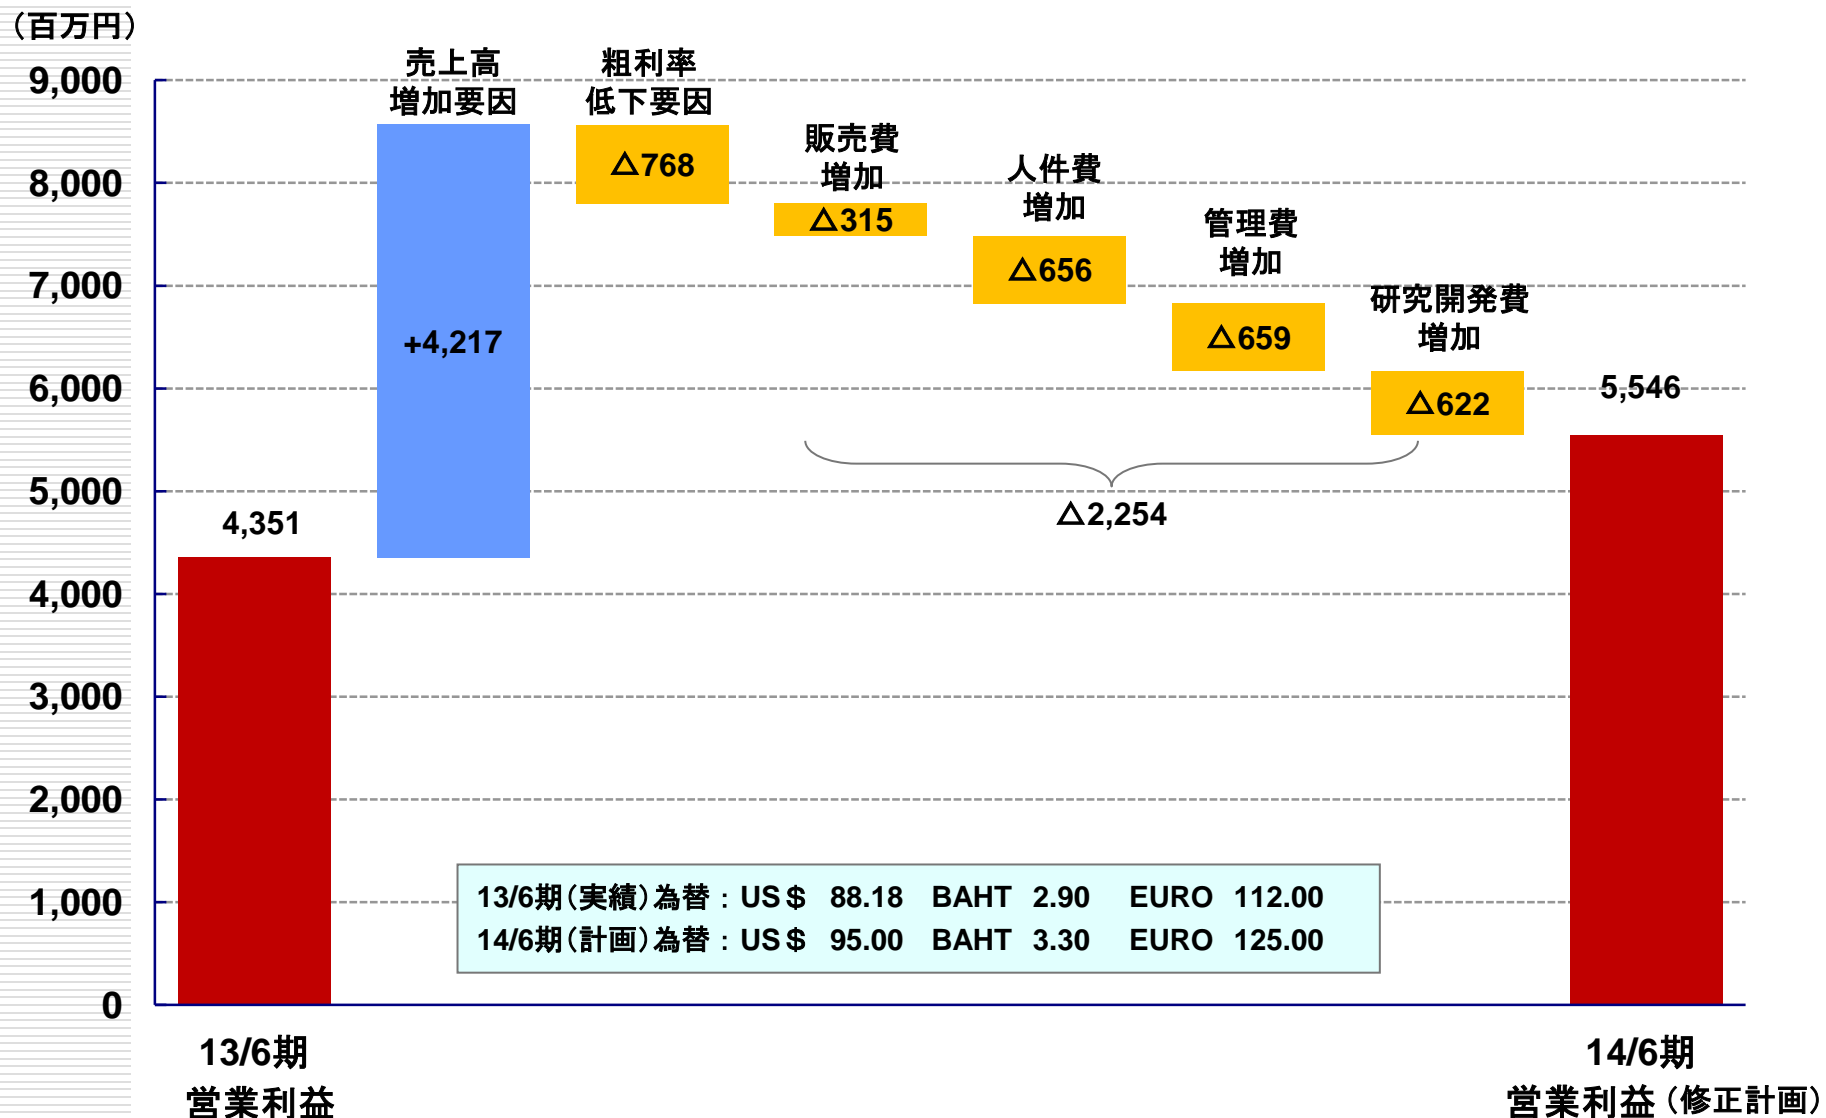 （百万円）
9,000
8,000
7,000
6,000
5,000
4,000
3,000
2,000
1,000
0
売上高
増加要因
+4,217
粗利率
低下要因
△768
販売費
増加
△315
人件費
増加
△656
管理費
増加
△659
研究開発費
増加
△622
△2,254
4,351
5,546
13/6期（実績）為替：US＄ 88.18 BAHT 2.90 EURO 112.00
14/6期（計画）為替：US＄ 95.00 BAHT 3.30 EURO 125.00
13/6期
営業利益
14/6期
営業利益（修正計画）